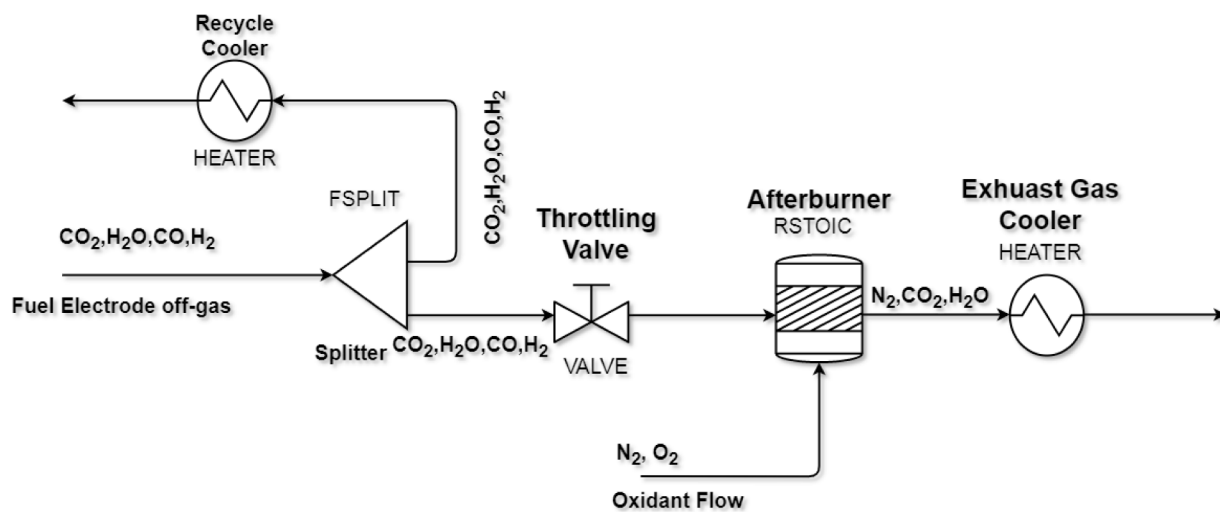 Recycle
Cooler
HEATER
CO₂,H₂O,CO,H₂
FSPLIT
CO₂,H₂O,CO,H₂
Fuel Electrode off-gas
Splitter
CO₂,H₂O,CO,H₂
Throttling
Valve
VALVE
Afterburner
RSTOIC
N₂,CO₂,H₂O
Exhuast Gas
Cooler
HEATER
N₂, O₂
Oxidant Flow